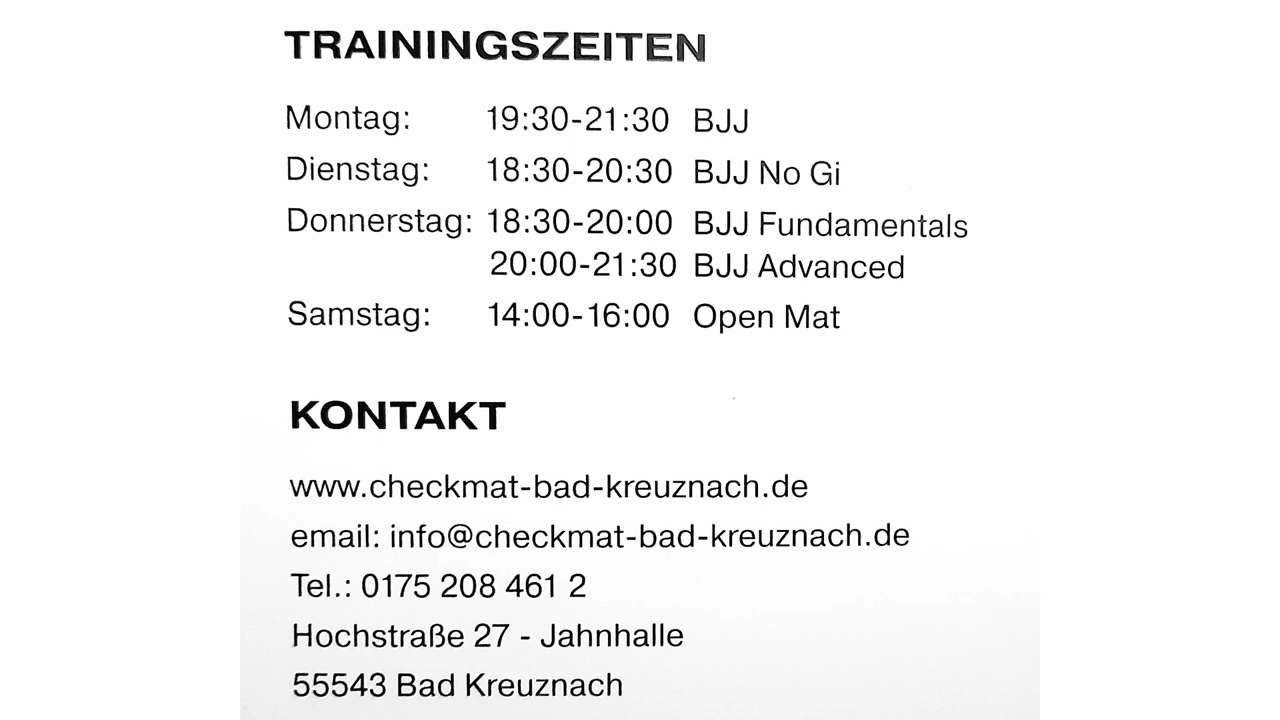 TRAININGSZEITEN
Montag: 19:30-21:30 BJJ
Dienstag: 18:30-20:30 BJJ No Gi
Donnerstag: 18:30-20:00 BJJ Fundamentals
20:00-21:30 BJJ Advanced
Samstag: 14:00-16:00 Open Mat
KONTAKT
www.checkmat-bad-kreuznach.de
email: info@checkmat-bad-kreuznach.de
Tel.: 0175 208 461 2
Hochstraße 27 - Jahnhalle
55543 Bad Kreuznach